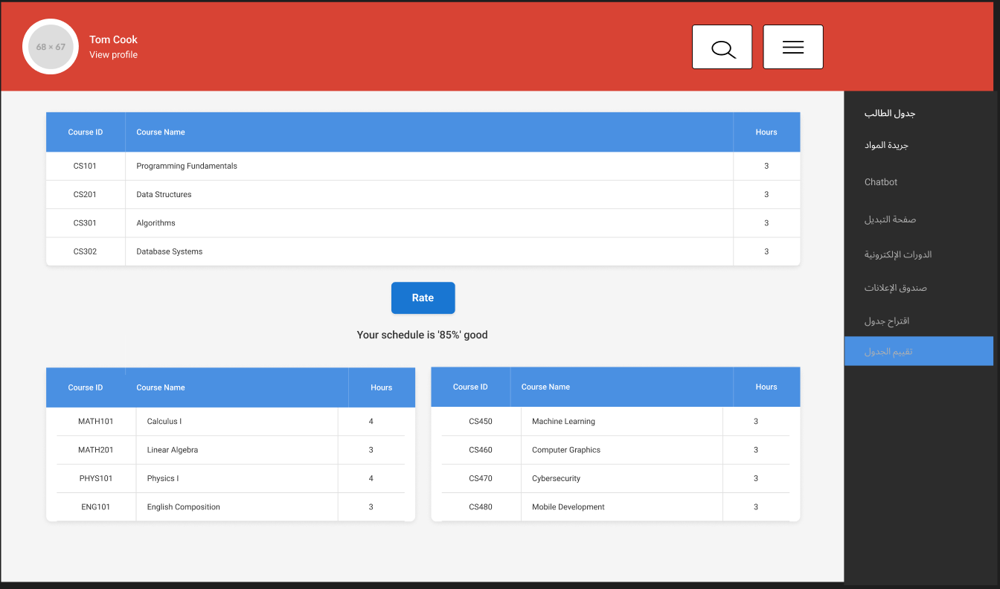 68 × 67
Tom Cook
View profile
جدول الطالب
جريدة المواد
Chatbot
صفحة التبديل
الدورات الإلكترونية
صندوق الإعلانات
اقتراح جدول
تقييم الجدول
Course ID Course Name Hours
CS101 Programming Fundamentals 3
CS201 Data Structures 3
CS301 Algorithms 3
CS302 Database Systems 3
Rate
Your schedule is '85%' good
Course ID Course Name Hours
MATH101 Calculus I 4
MATH201 Linear Algebra 3
PHYS101 Physics I 4
ENG101 English Composition 3
Course ID Course Name Hours
CS450 Machine Learning 3
CS460 Computer Graphics 3
CS470 Cybersecurity 3
CS480 Mobile Development 3